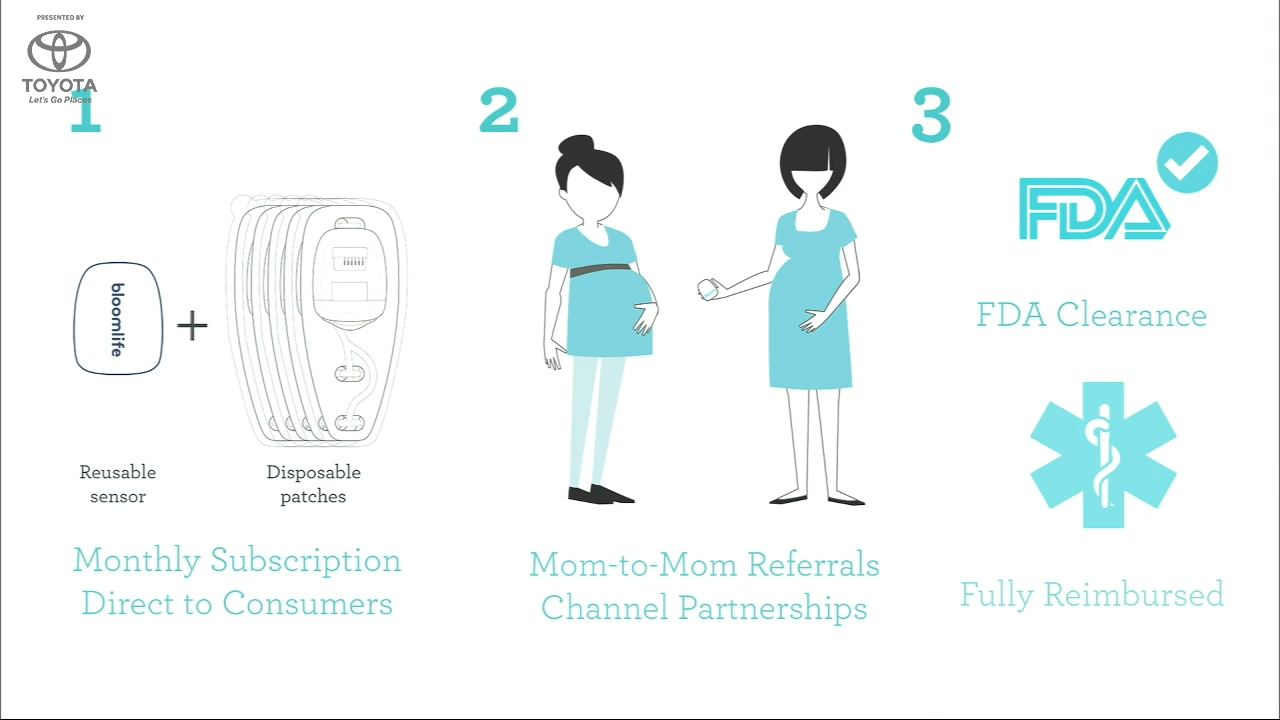 PRESENTED BY
TOYOTA
Let's Go Places
1
2
3
bloomlife
+
Reusable
sensor
Disposable
patches
Monthly Subscription
Direct to Consumers
Mom-to-Mom Referrals
Channel Partnerships
FDA
FDA Clearance
Fully Reimbursed